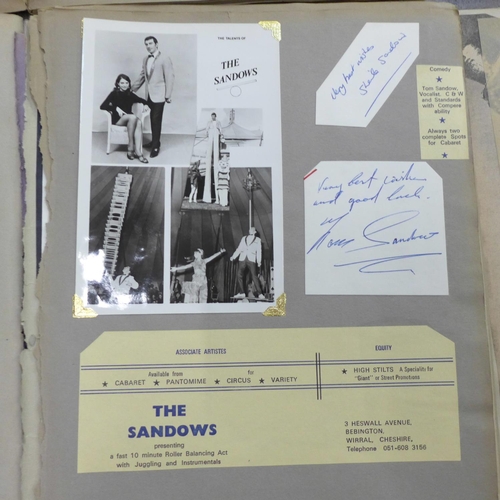 THE TALENTS OF
THE
SANDOWS
Very best wishes
Sheila Sandow
Comedy
★
Tom Sandow,
Vocalist, C & W
and Standards
with Compere
ability
★
Always two
complete Spots
for Cabaret
★
Very best wishes
and good luck.
Sandow
ASSOCIATE ARTISTES
Available from for
★ CABARET ★ PANTOMIME ★ CIRCUS ★ VARIETY
EQUITY
★ HIGH STILTS A Speciality for
"Giant" or Street Promotions
THE
SANDOWS
presenting
a fast 10 minute Roller Balancing Act
with Juggling and Instrumentals
3 HESWALL AVENUE,
BEBINGTON,
WIRRAL, CHESHIRE,
Telephone 051-608 3156